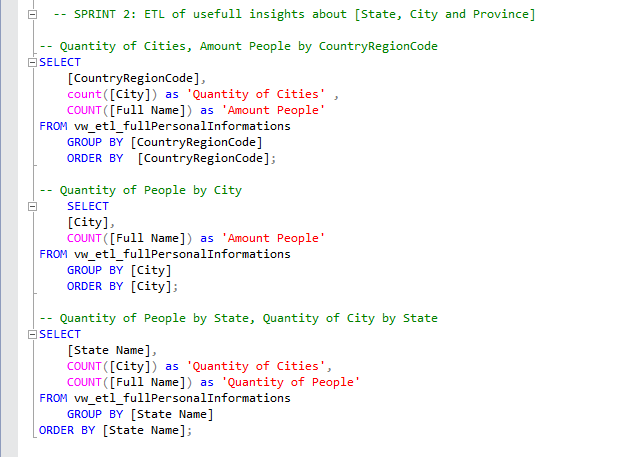 -- SPRINT 2: ETL of usefull insights about [State, City and Province]
-- Quantity of Cities, Amount People by CountryRegionCode
SELECT
[CountryRegionCode],
count([City]) as 'Quantity of Cities' ,
COUNT([Full Name]) as 'Amount People'
FROM vw_etl_fullPersonalInformations
GROUP BY [CountryRegionCode]
ORDER BY  [CountryRegionCode];
-- Quantity of People by City
SELECT
[City],
COUNT([Full Name]) as 'Amount People'
FROM vw_etl_fullPersonalInformations
GROUP BY [City]
ORDER BY [City];
-- Quantity of People by State, Quantity of City by State
SELECT
[State Name],
COUNT([City]) as 'Quantity of Cities',
COUNT([Full Name]) as 'Quantity of People'
FROM vw_etl_fullPersonalInformations
GROUP BY [State Name]
ORDER BY [State Name];